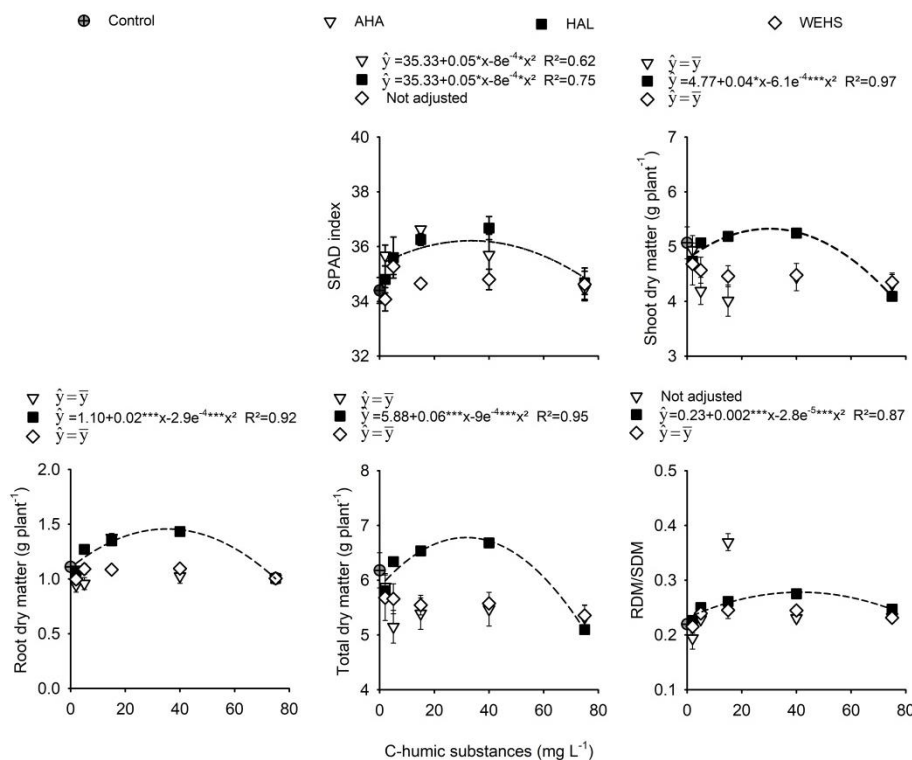 Control AHA HAL WEHS
ŷ =35.33+0.05*x-8e⁻⁴*x² R²=0.62
ŷ =35.33+0.05*x-8e⁻⁴*x² R²=0.75
Not adjusted
ŷ = ȳ
ŷ =4.77+0.04*x-6.1e⁻⁴***x² R²=0.97
ŷ = ȳ
40
38
36
34
32
SPAD index
7
6
5
4
3
Shoot dry matter (g plant⁻¹)
ŷ = ȳ
ŷ =1.10+0.02***x-2.9e⁻⁴***x² R²=0.92
ŷ = ȳ
ŷ = ȳ
ŷ =5.88+0.06***x-9e⁻⁴***x² R²=0.95
ŷ = ȳ
Not adjusted
ŷ =0.23+0.002***x-2.8e⁻⁵***x² R²=0.87
ŷ = ȳ
2.0
1.5
1.0
0.5
0.0
Root dry matter (g plant⁻¹)
0 20 40 60 80
8
7
6
5
4
Total dry matter (g plant⁻¹)
0 20 40 60 80
0.5
0.4
0.3
0.2
0.1
RDM/SDM
0 20 40 60 80
C-humic substances (mg L⁻¹)